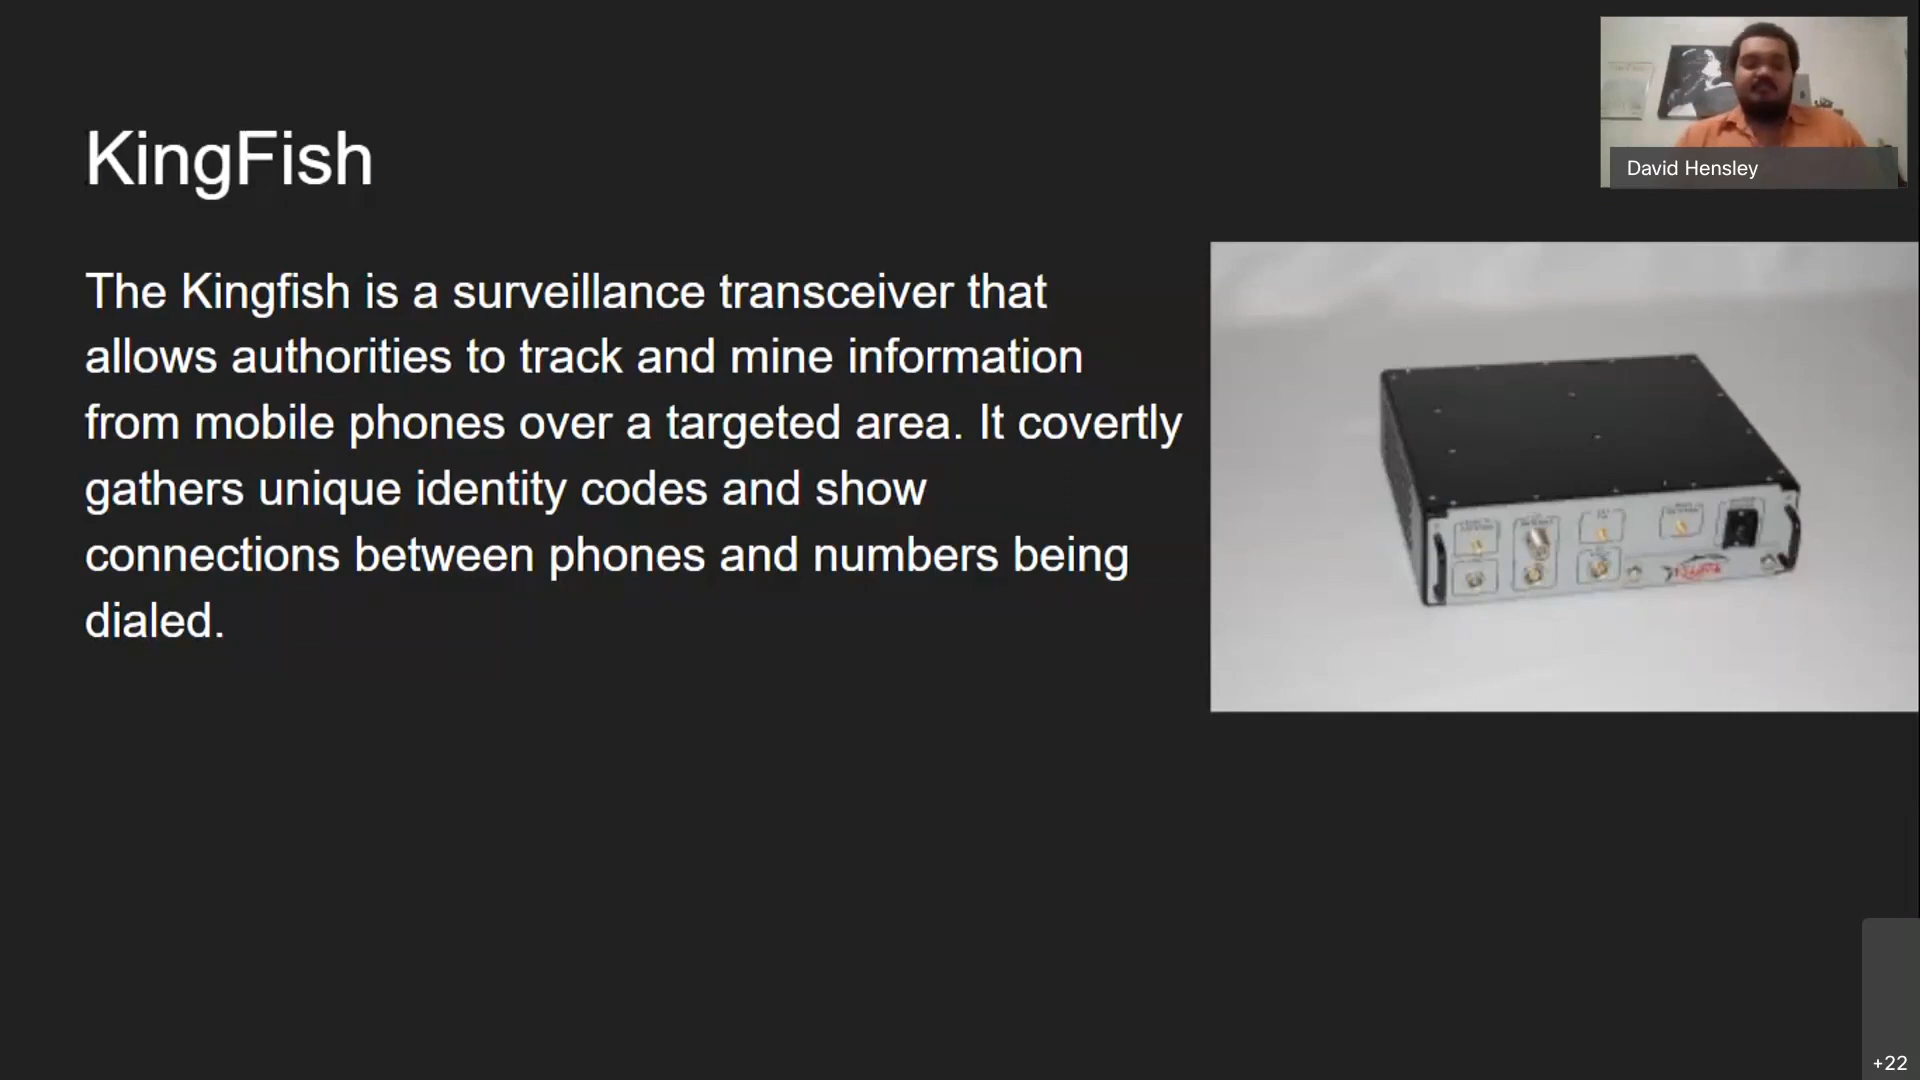 KingFish
David Hensley
The Kingfish is a surveillance transceiver that
allows authorities to track and mine information
from mobile phones over a targeted area. It covertly
gathers unique identity codes and show
connections between phones and numbers being
dialed.
+22